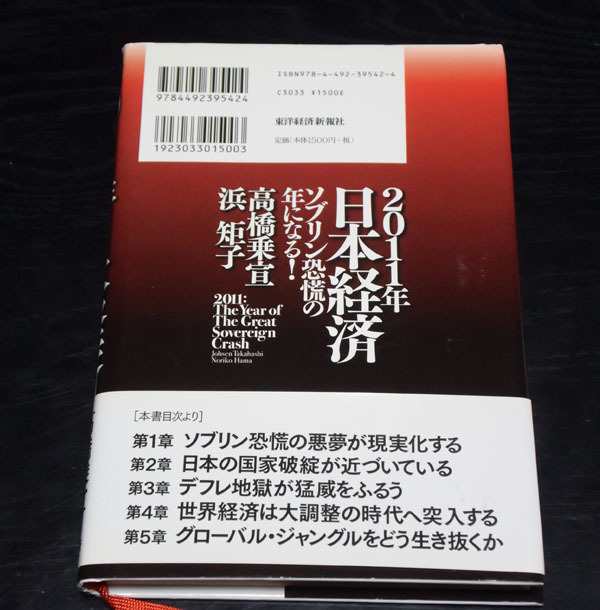 9784492395424
1923033015003
ISBN978-4-492-39542-4
C3033 ¥1500E
東洋経済新報社
定価(本体1500円+税)
2011年
日本経済
ソブリン恐慌の
年になる!
高橋乗宣
浜 矩子
2011:
The Year of
The Great
Sovereign
Crash
Johsen Takahashi
Noriko Hama
[本書目次より]
第1章 ソブリン恐慌の悪夢が現実化する
第2章 日本の国家破綻が近づいている
第3章 デフレ地獄が猛威をふるう
第4章 世界経済は大調整の時代へ突入する
第5章 グローバル・ジャングルをどう生き抜くか